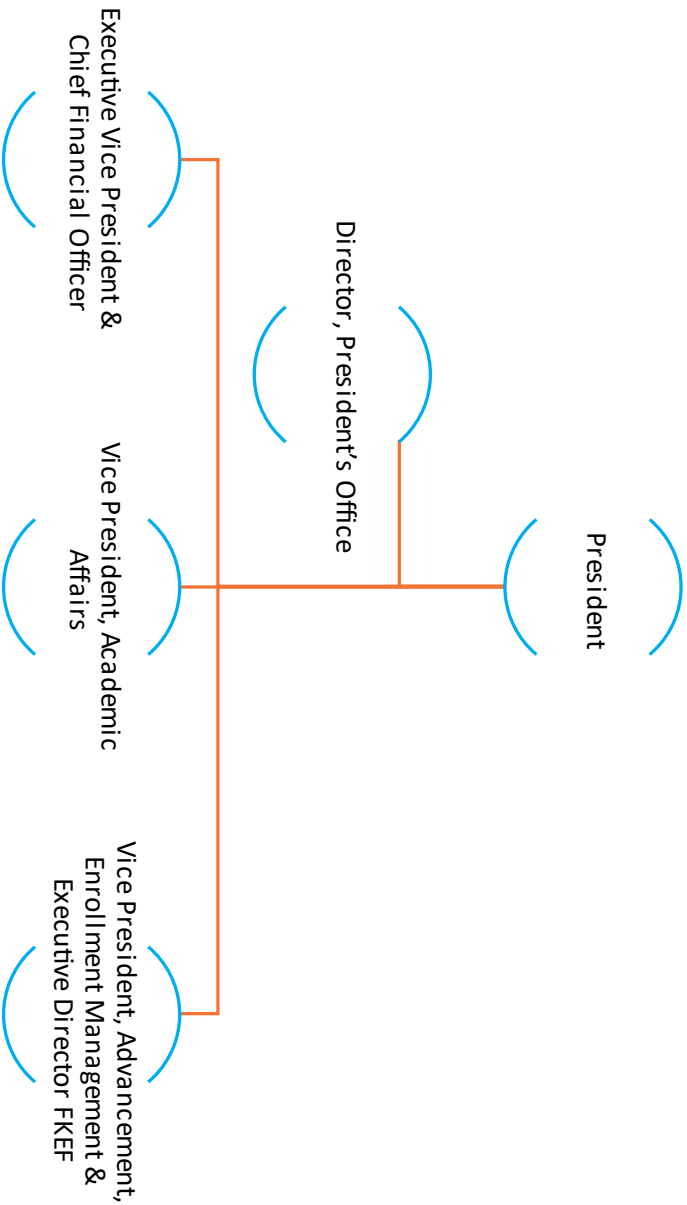 President
Director, President’s Office
Executive Vice President &
Chief Financial Officer
Vice President, Academic
Affairs
Vice President, Advancement,
Enrollment Management &
Executive Director FKEF